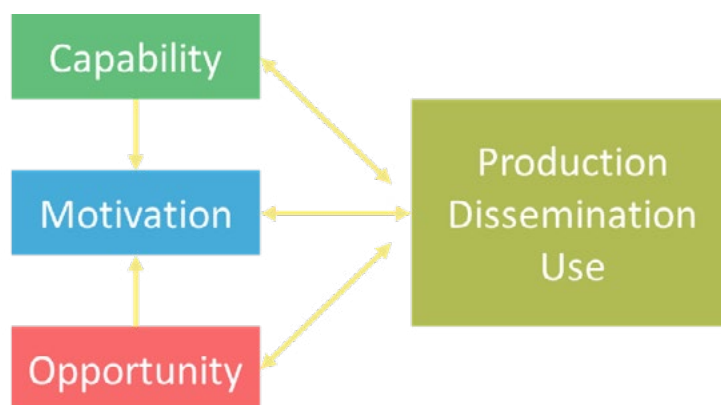 Capability
Motivation
Opportunity
Production
Dissemination
Use